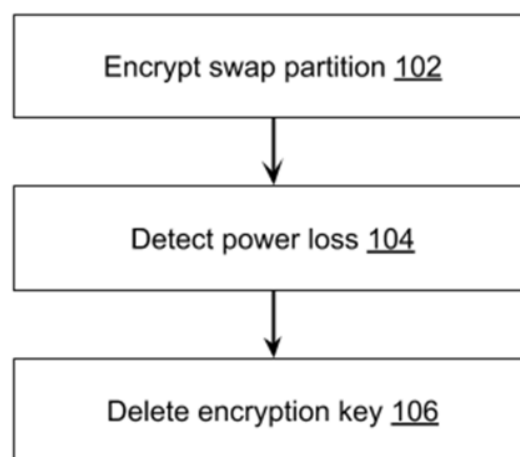 Encrypt swap partition 102
Detect power loss 104
Delete encryption key 106